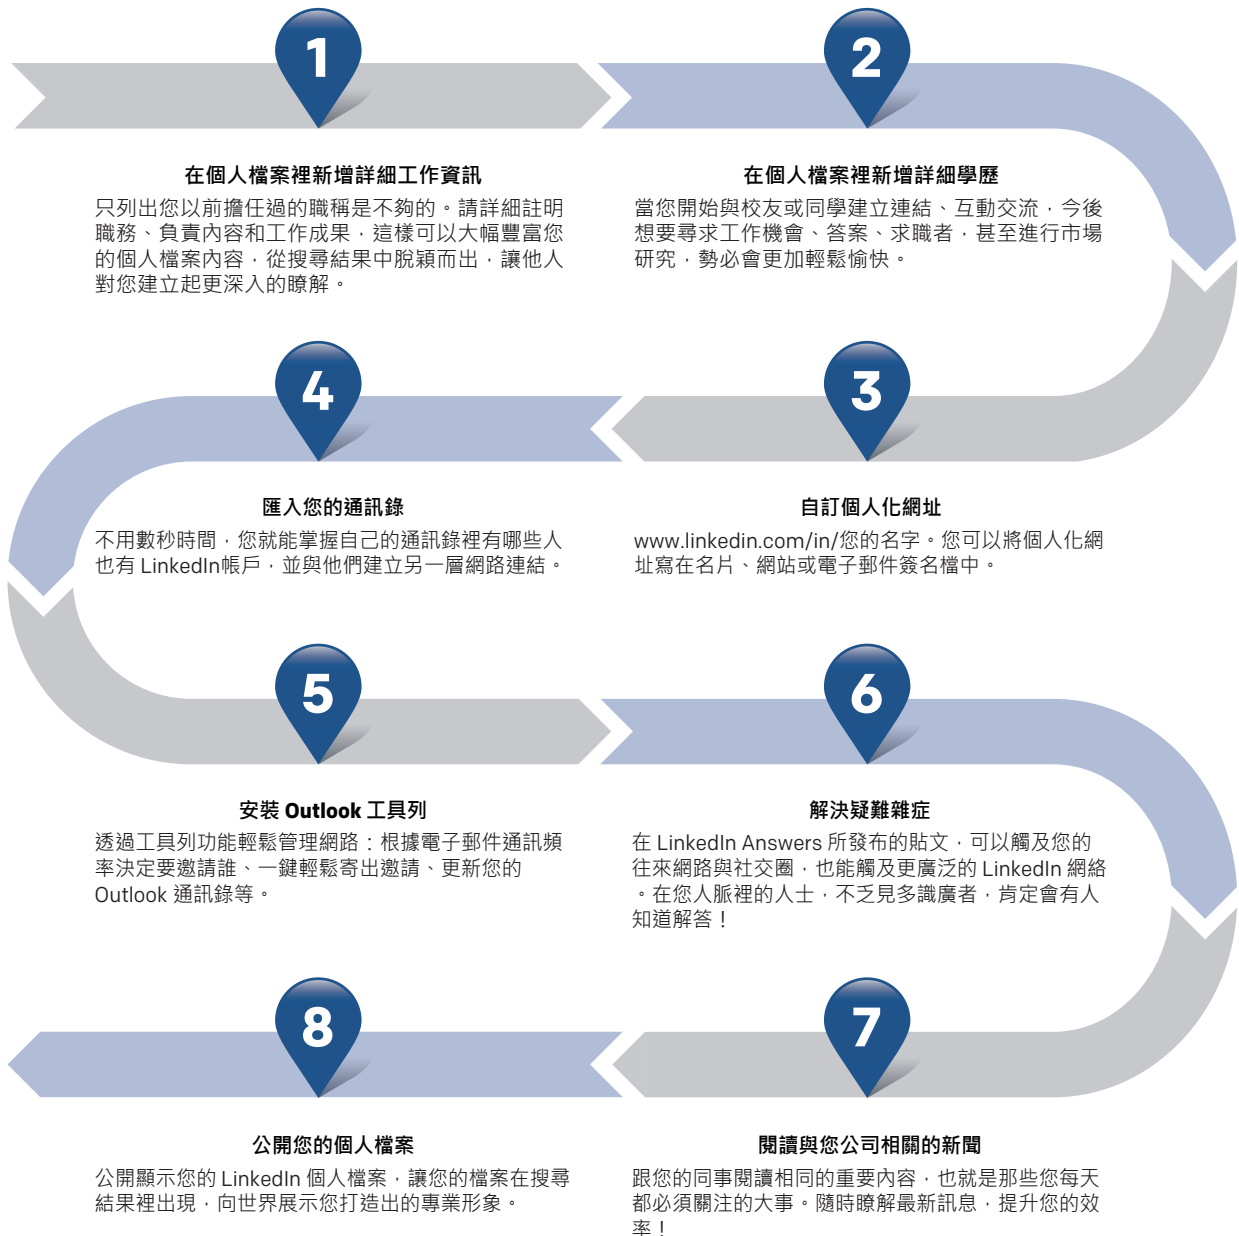 1
在個人檔案裡新增詳細工作資訊
只列出您以前擔任過的職稱是不夠的。請詳細註明
職務、負責內容和工作成果，這樣可以大幅豐富您
的個人檔案內容，從搜尋結果中脫穎而出，讓他人
對您建立起更深入的瞭解。
2
在個人檔案裡新增詳細學歷
當您開始與校友或同學建立連結、互動交流，今後
想要尋求工作機會、答案、求職者，甚至進行市場
研究，勢必會更加輕鬆愉快。
3
自訂個人化網址
www.linkedin.com/in/您的名字。您可以將個人化網
址寫在名片、網站或電子郵件簽名檔中。
4
匯入您的通訊錄
不用數秒時間，您就能掌握自己的通訊錄裡有哪些人
也有 LinkedIn帳戶，並與他們建立另一層網路連結。
5
安裝 Outlook 工具列
透過工具列功能輕鬆管理網路：根據電子郵件通訊頻
率決定要邀請誰、一鍵輕鬆寄出邀請、更新您的
Outlook 通訊錄等。
6
解決疑難雜症
在 LinkedIn Answers 所發布的貼文，可以觸及您的
往來網路與社交圈，也能觸及更廣泛的 LinkedIn 網絡
。在您人脈裡的人士，不乏見多識廣者，肯定會有人
知道解答！
7
閱讀與您公司相關的新聞
跟您的同事閱讀相同的重要內容，也就是那些您每天
都必須關注的大事。隨時瞭解最新訊息，提升您的效
率！
8
公開您的個人檔案
公開顯示您的 LinkedIn 個人檔案，讓您的檔案在搜尋
結果裡出現，向世界展示您打造出的專業形象。